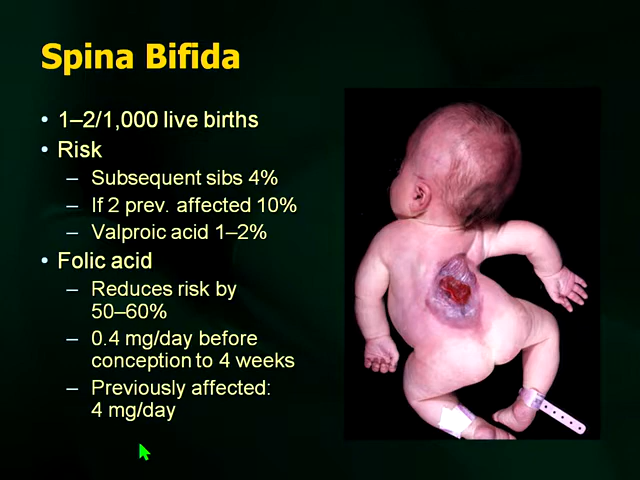 Spina Bifida
• 1–2/1,000 live births
• Risk
– Subsequent sibs 4%
– If 2 prev. affected 10%
– Valproic acid 1–2%
• Folic acid
– Reduces risk by
50–60%
– 0.4 mg/day before
conception to 4 weeks
– Previously affected:
4 mg/day